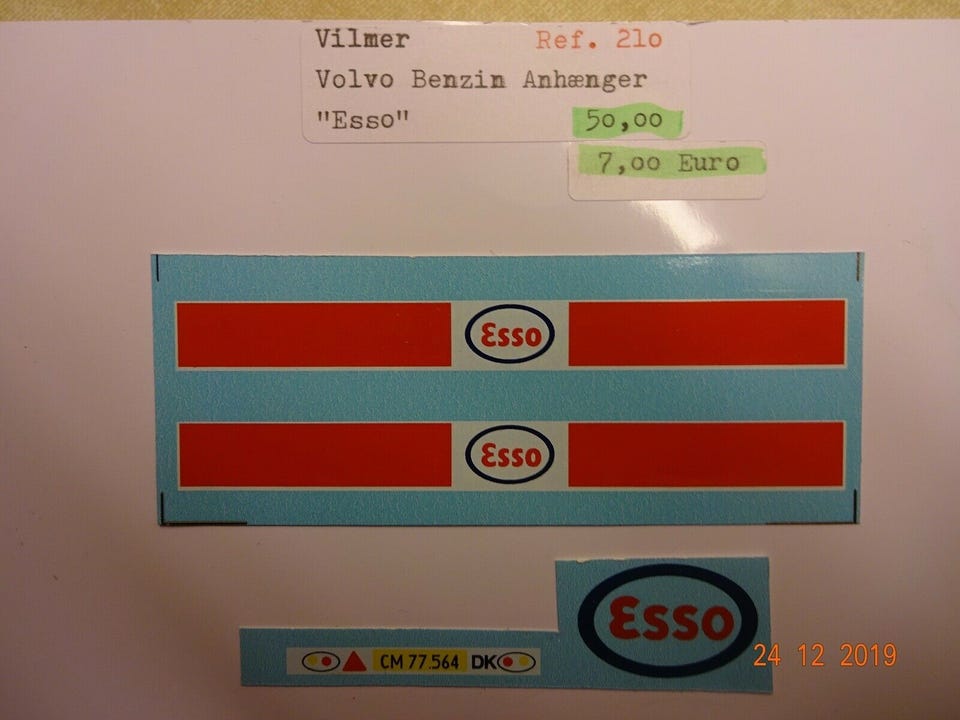 Vilmer Ref. 21o
Volvo Benzin Anhænger
"Esso" 50,00
7,00 Euro
Esso
Esso
Esso
CM 77.564 DK
24 12 2019